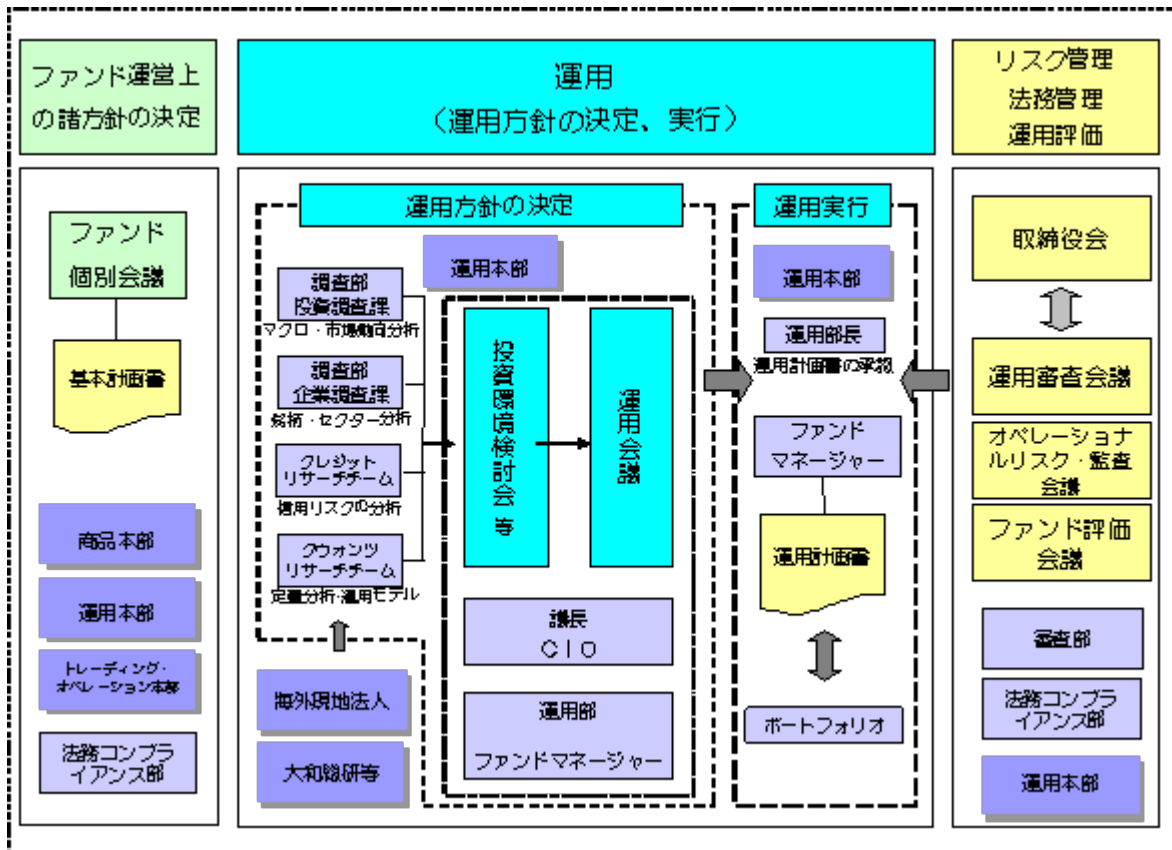 ファンド運営上
の諸方針の決定
運用
（運用方針の決定、実行）
リスク管理
法務管理
運用評価
ファンド
個別会議
基本計画書
商品本部
運用本部
トレーディング・
オペレーション本部
法務コンプラ
イアンス部
運用方針の決定
運用本部
調査部
投資調査課
マクロ・市場動向分析
調査部
企業調査課
銘柄・セクター分析
クレジット
リサーチチーム
信用リスクの分析
クウォンツ
リサーチチーム
定量分析・運用モデル
海外現地法人
大和総研等
投資環境検討会 等
運用会議
議長
ＣＩＯ
運用部
ファンドマネージャー
運用実行
運用本部
運用部長
運用計画書の承認
ファンド
マネージャー
運用計画書
ポートフォリオ
取締役会
運用審査会議
オペレーショナ
ルリスク・監査
会議
ファンド評価
会議
審査部
法務コンプラ
イアンス部
運用本部